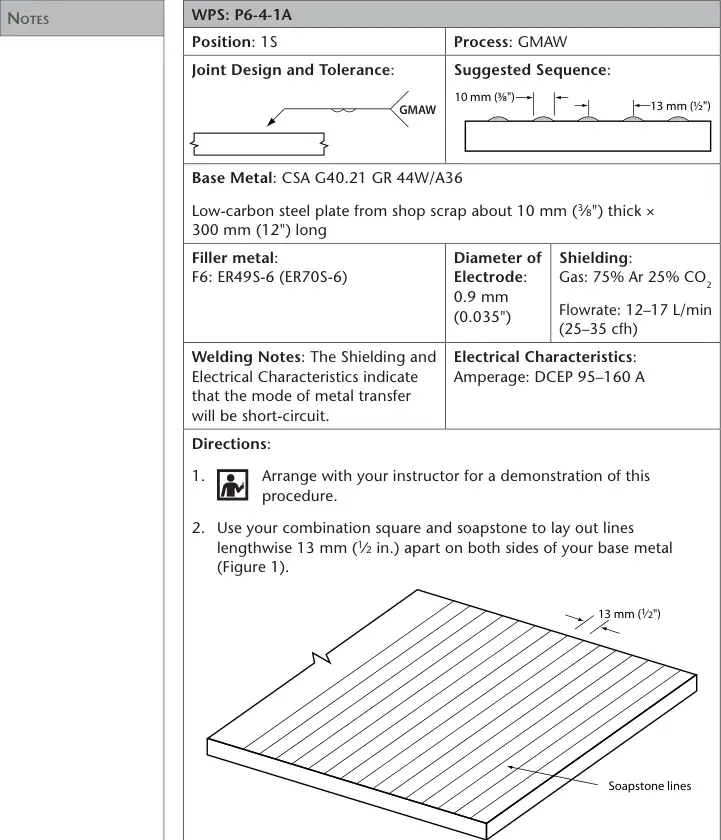 NOTES
WPS: P6-4-1A
Position: 1S
Process: GMAW
Joint Design and Tolerance:
GMAW
Suggested Sequence:
10 mm (⅜")
13 mm (½")
Base Metal: CSA G40.21 GR 44W/A36
Low-carbon steel plate from shop scrap about 10 mm (⅜") thick ×
300 mm (12") long
Filler metal:
F6: ER49S-6 (ER70S-6)
Diameter of
Electrode:
0.9 mm
(0.035")
Shielding:
Gas: 75% Ar 25% CO₂
Flowrate: 12–17 L/min
(25–35 cfh)
Welding Notes: The Shielding and
Electrical Characteristics indicate
that the mode of metal transfer
will be short-circuit.
Electrical Characteristics:
Amperage: DCEP 95–160 A
Directions:
1. Arrange with your instructor for a demonstration of this
procedure.
2. Use your combination square and soapstone to lay out lines
lengthwise 13 mm (½ in.) apart on both sides of your base metal
(Figure 1).
13 mm (½")
Soapstone lines